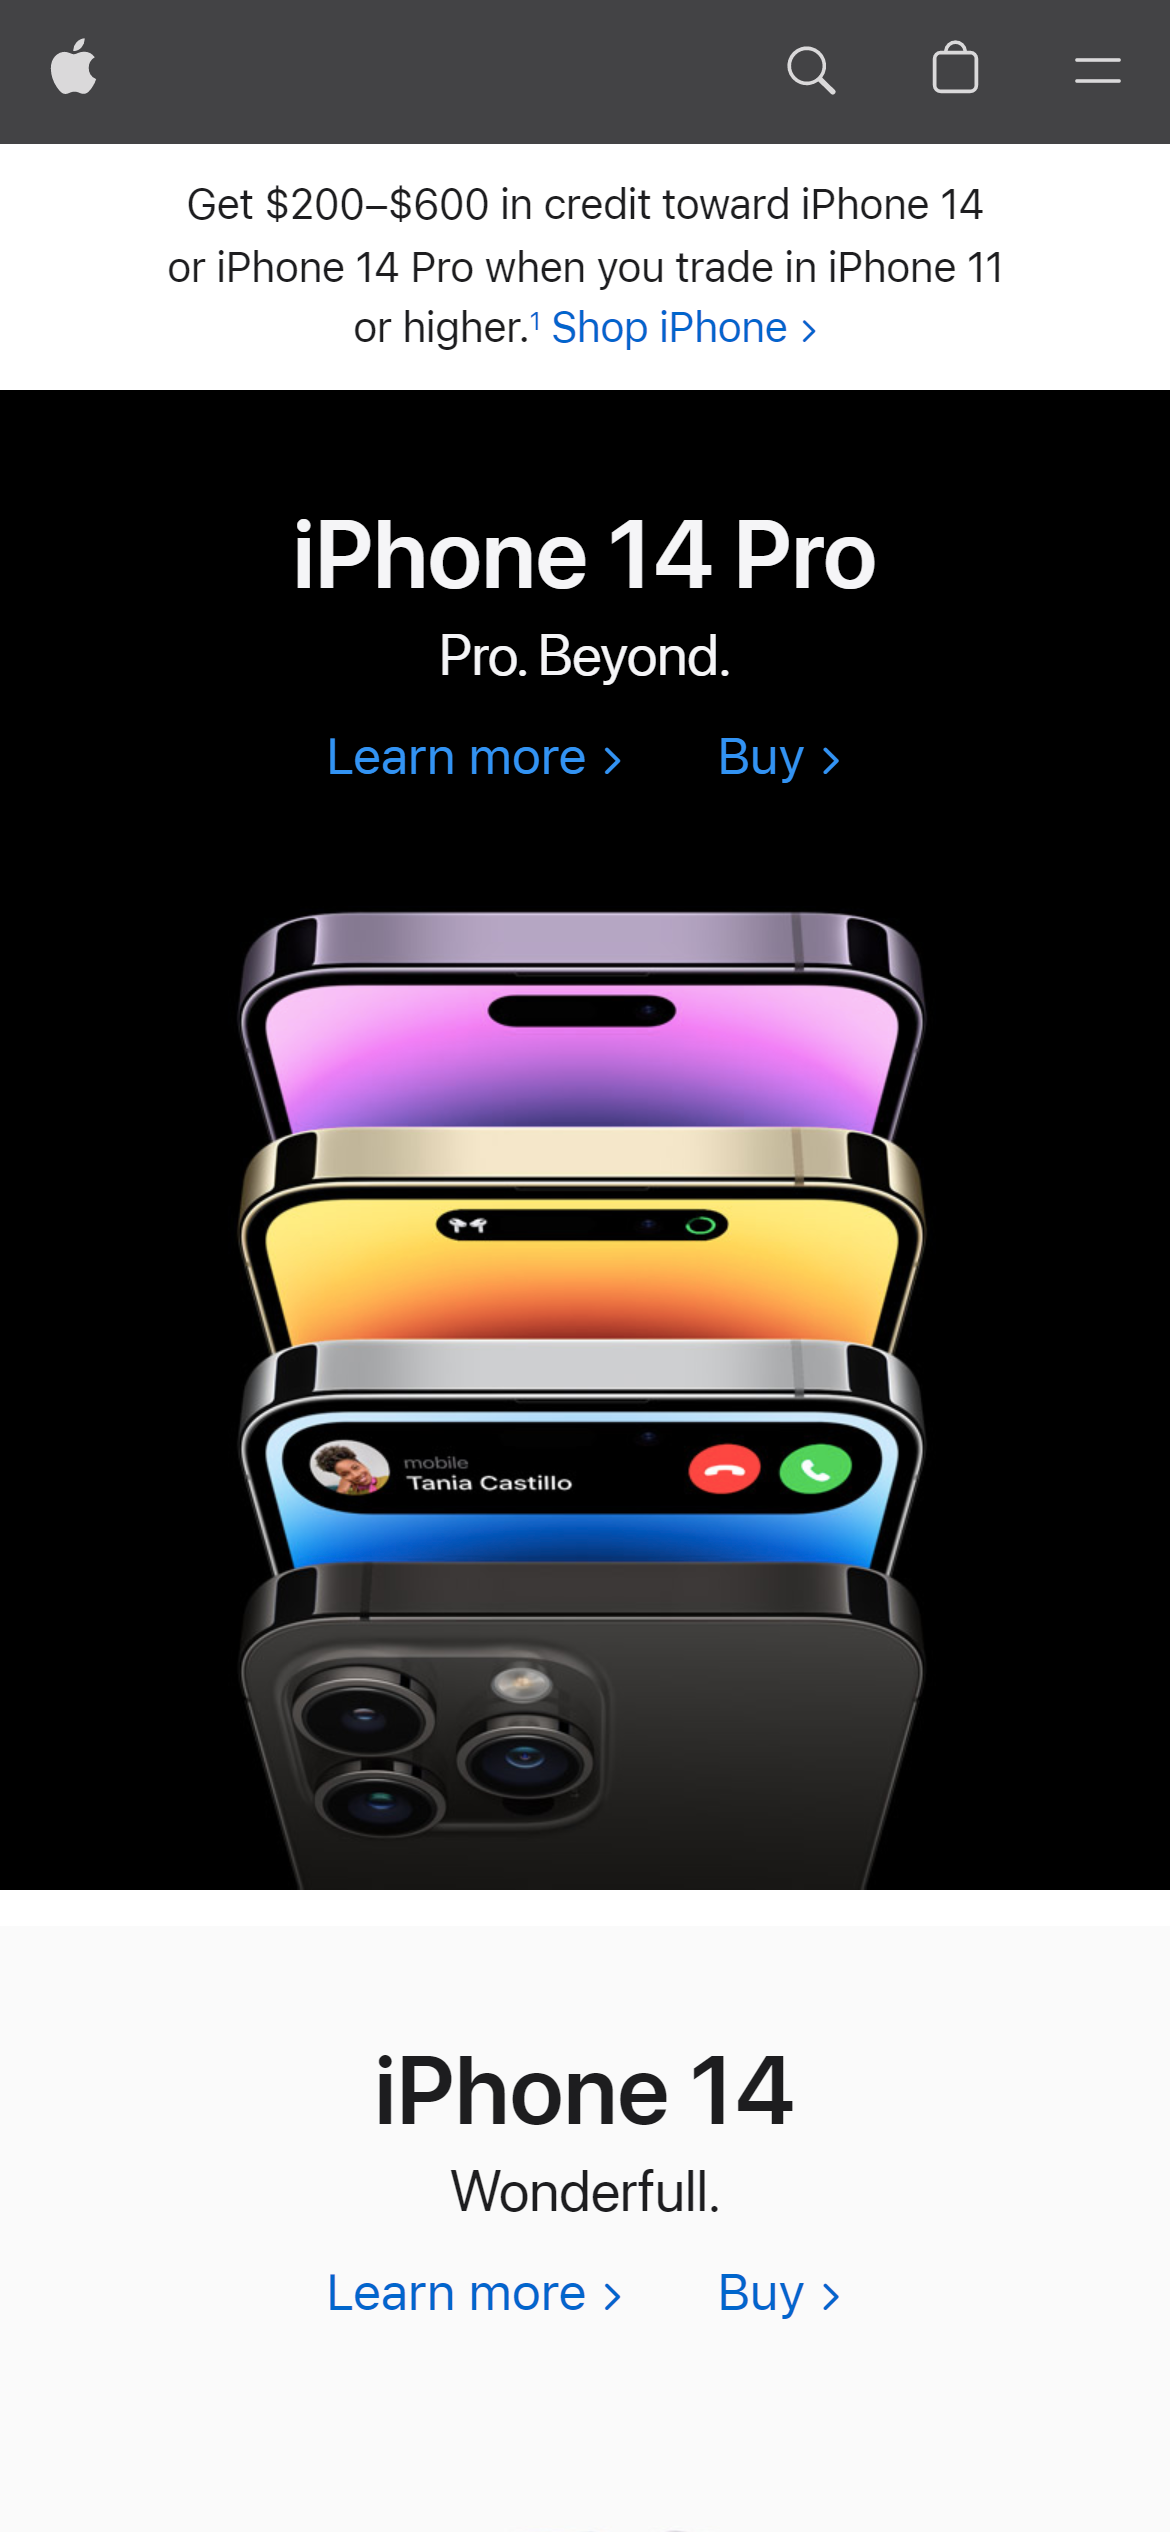 Get $200–$600 in credit toward iPhone 14
or iPhone 14 Pro when you trade in iPhone 11
or higher.¹ Shop iPhone >
iPhone 14 Pro
Pro. Beyond.
Learn more > Buy >
mobile
Tania Castillo
iPhone 14
Wonderfull.
Learn more > Buy >